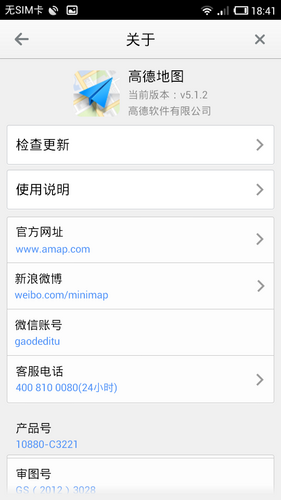 无SIM卡 18:41
关于
高德地图
当前版本：v5.1.2
高德软件有限公司
检查更新
使用说明
官方网址
www.amap.com
新浪微博
weibo.com/minimap
微信账号
gaodeditu
客服电话
400 810 0080(24小时)
产品号
10880-C3221
审图号
GS（2012）3028